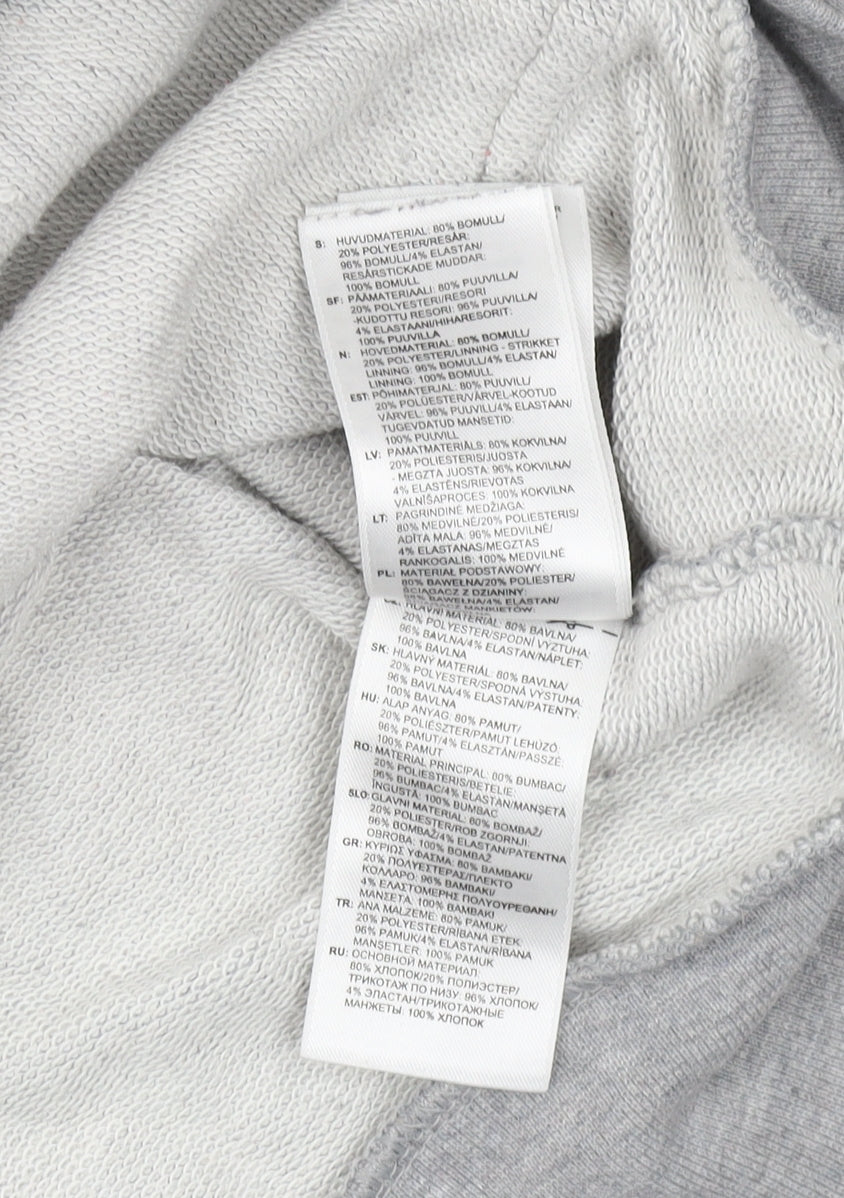 R
S: HUVUDMATERIAL: 80% BOMULL/
20% POLYESTER/RESÅR:
96% BOMULL/4% ELASTAN/
RESÅRSTICKADE MUDDAR:
100% BOMULL
SF: PÄÄMATERIAALI: 80% PUUVILLA/
20% POLYESTERI/RESORI
-KUDOTTU RESORI: 96% PUUVILLA/
4% ELASTAANI/HIHARESORIT:
100% PUUVILLA
N: HOVEDMATERIAL: 80% BOMULL/
20% POLYESTER/LINNING - STRIKKET
LINNING: 96% BOMULL/4% ELASTAN/
LINNING: 100% BOMULL
EST: PÕHIMATERJAL: 80% PUUVILL/
20% POLÜESTER/VÄRVEL-KOOTUD
VÄRVEL: 96% PUUVILL/4% ELASTAAN/
TUGEVDATUD MANSETID:
100% PUUVILL
LV: PAMATMATERIĀLS: 80% KOKVILNA/
20% POLIESTERIS/JUOSTA
- MEGZTA JUOSTA: 96% KOKVILNA/
4% ELASTĒNS/RIEVOTAS
VALNĪŠAPROCES: 100% KOKVILNA
LT: PAGRINDINĖ MEDŽIAGA:
80% MEDVILNĖ/20% POLIESTERIS/
ADĪTA MALA: 96% MEDVILNĖ/
4% ELASTANAS/MEGZTAS
RANKOGALIS: 100% MEDVILNĖ
PL: MATERIAŁ PODSTAWOWY:
80% BAWEŁNA/20% POLIESTER/
ŚCIĄGACZ Z DZIANINY:
96% BAWEŁNA/4% ELASTAN/
ŚCIĄGACZ MANKIETÓW:
HLAVNÍ MATERIÁL: 80% BAVLNA/
20% POLYESTER/SPODNÍ VÝZTUHA:
96% BAVLNA/4% ELASTAN/NÁPLET:
100% BAVLNA
SK: HLAVNÝ MATERIÁL: 80% BAVLNA/
20% POLYESTER/SPODNÁ VÝSTUHA:
96% BAVLNA/4% ELASTAN/PATENTY:
100% BAVLNA
HU: ALAP ANYAG: 80% PAMUT/
20% POLIÉSZTER/PAMUT LEHÚZÓ:
96% PAMUT/4% ELASZTÁN/PASSZÉ:
100% PAMUT
RO: MATERIAL PRINCIPAL: 80% BUMBAC/
20% POLIESTERIS/BETELIE:
96% BUMBAC/4% ELASTAN/MANŞETĂ
ÎNGUSTĂ: 100% BUMBAC
SLO: GLAVNI MATERIAL: 80% BOMBAŽ/
20% POLIESTER/ROB ZGORNJI:
96% BOMBAŽ/4% ELASTAN/PATENTNA
OBROBA: 100% BOMBAŽ
GR: ΚΥΡΙΩΣ ΥΦΑΣΜΑ: 80% ΒΑΜΒΑΚΙ/
20% ΠΟΛΥΕΣΤΕΡΑΣ/ΠΛΕΚΤΟ
ΚΟΛΛΑΡΟ: 96% ΒΑΜΒΑΚΙ/
4% ΕΛΑΣΤΟΜΕΡΗΣ ΠΟΛΥΟΥΡΕΘΑΝΗ/
ΜΑΝΣΕΤΑ: 100% ΒΑΜΒΑΚΙ
TR: ANA MALZEME: 80% PAMUK/
20% POLYESTER/RİBANA ETEK:
96% PAMUK/4% ELASTAN/RİBANA
MANŞETLER: 100% PAMUK
RU: ОСНОВНОЙ МАТЕРИАЛ:
80% ХЛОПОК/20% ПОЛИЭСТЕР/
ТРИКОТАЖ ПО НИЗУ: 96% ХЛОПОК/
4% ЭЛАСТАН/ТРИКОТАЖНЫЕ
МАНЖЕТЫ: 100% ХЛОПОК